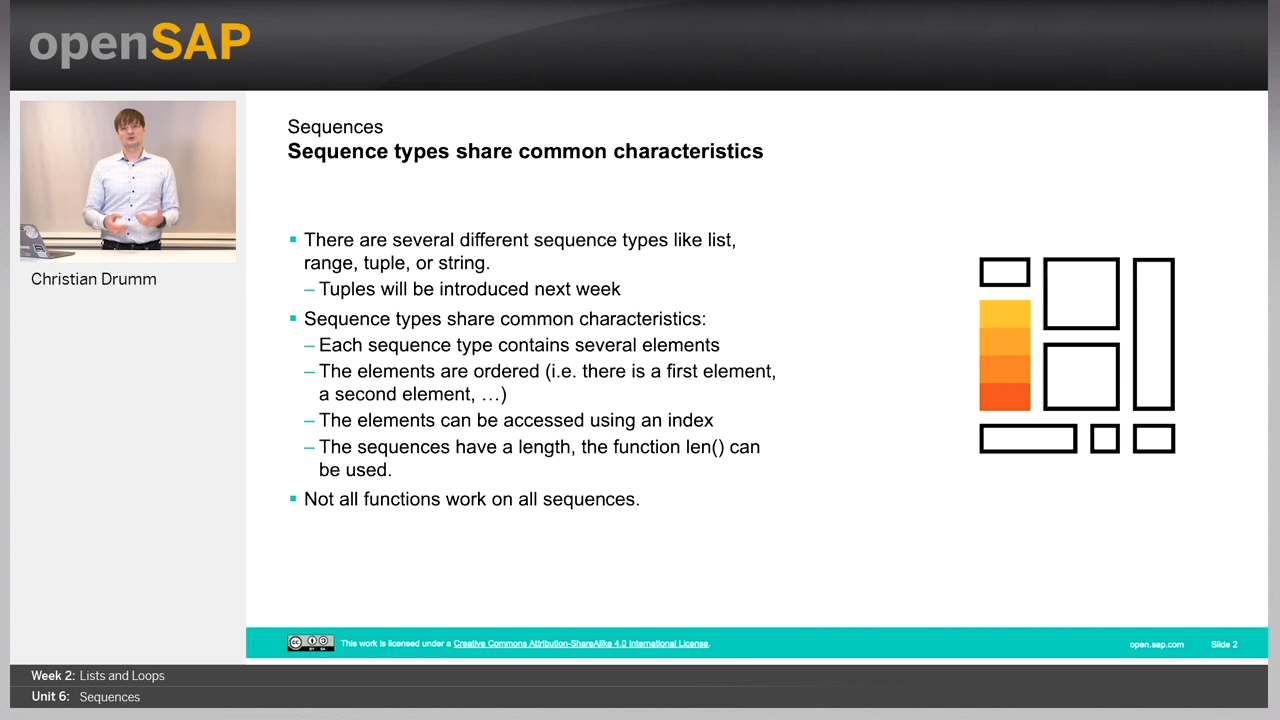 openSAP
Christian Drumm
Sequences
Sequence types share common characteristics
▪ There are several different sequence types like list,
range, tuple, or string.
– Tuples will be introduced next week
▪ Sequence types share common characteristics:
– Each sequence type contains several elements
– The elements are ordered (i.e. there is a first element,
a second element, …)
– The elements can be accessed using an index
– The sequences have a length, the function len() can
be used.
▪ Not all functions work on all sequences.
cc BY SA
This work is licensed under a Creative Commons Attribution-ShareAlike 4.0 International License.
open.sap.com Slide 2
Week 2: Lists and Loops
Unit 6: Sequences